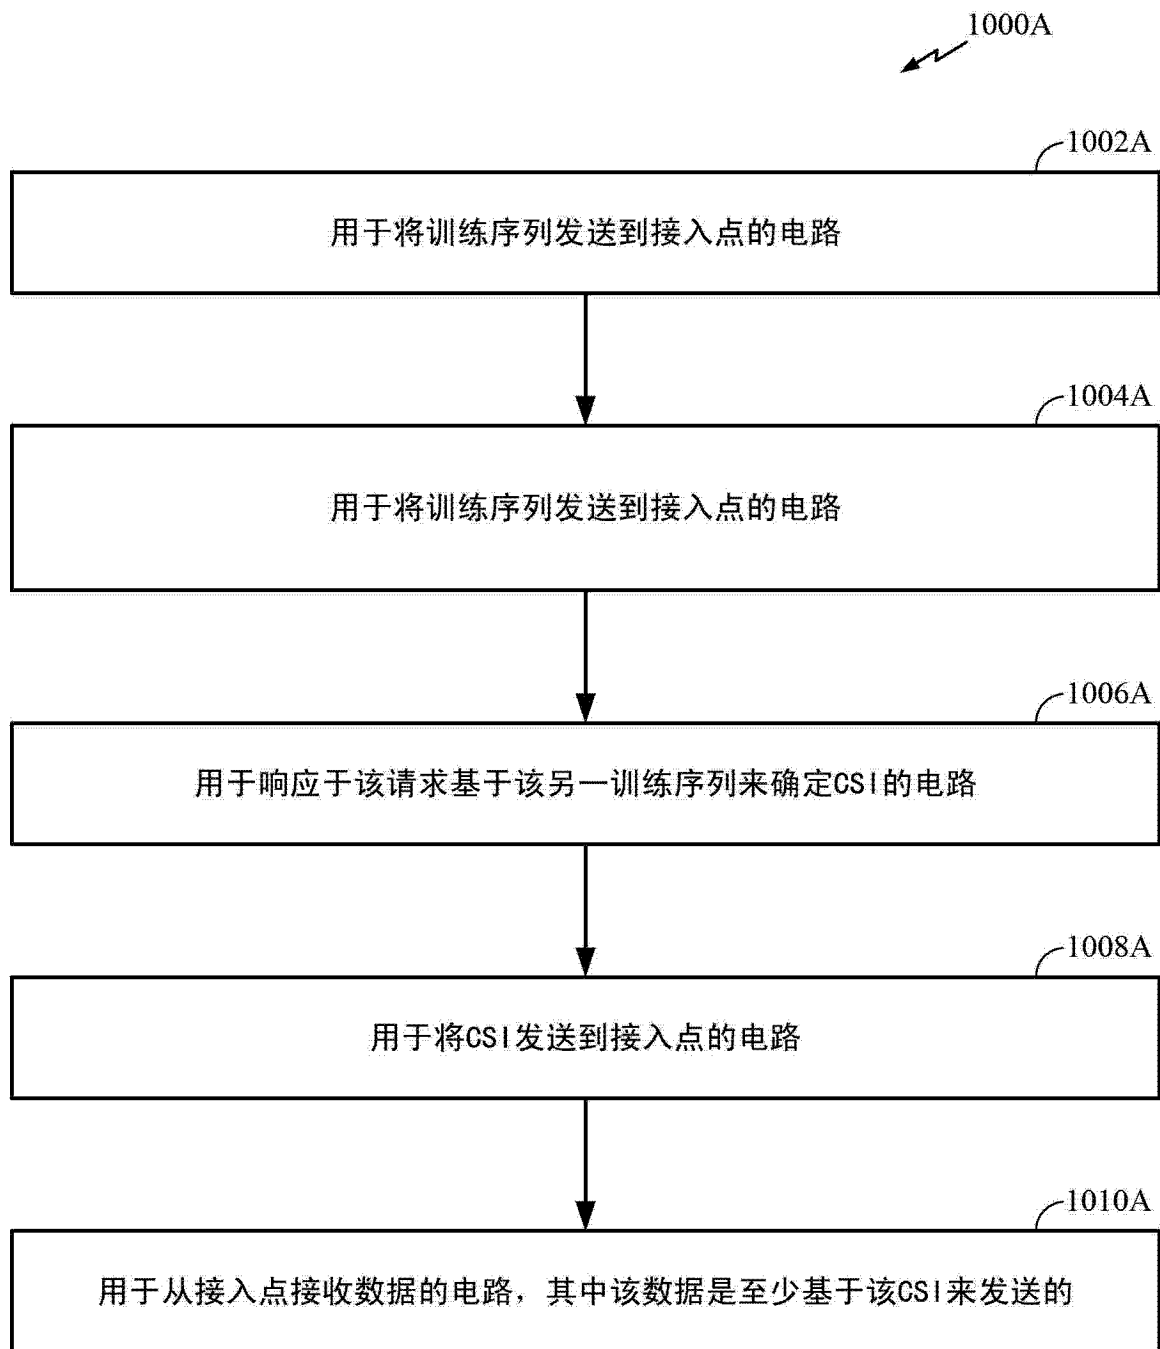 1000A
1002A
用于将训练序列发送到接入点的电路
1004A
用于将训练序列发送到接入点的电路
1006A
用于响应于该请求基于该另一训练序列来确定CSI的电路
1008A
用于将CSI发送到接入点的电路
1010A
用于从接入点接收数据的电路，其中该数据是至少基于该CSI来发送的